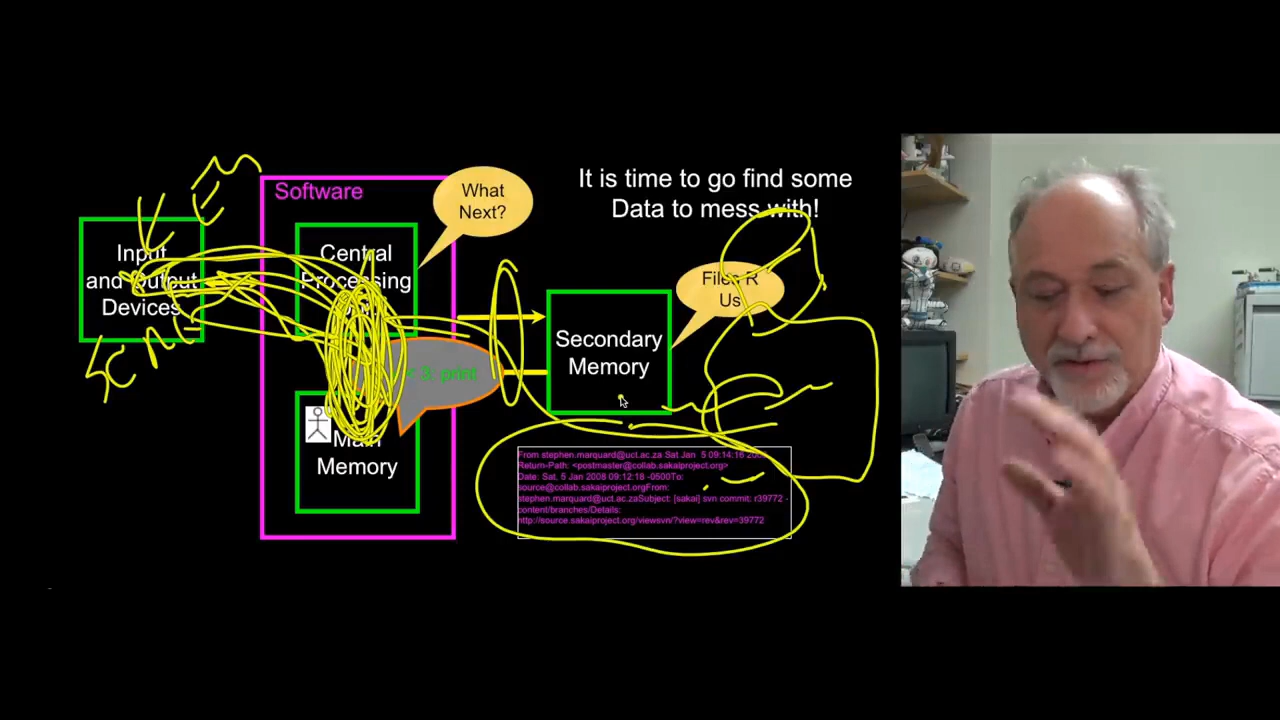 It is time to go find some
Data to mess with!
Software
What
Next?
Input
and Output
Devices
Central
Processing
Files R
Us
Secondary
Memory
: print
Main
Memory
From stephen.marquard@uct.ac.za Sat Jan 5 09:14:16
Return-Path: <postmaster@collab.sakaiproject.org>
Date: Sat, 5 Jan 2008 09:12:18 -0500To:
source@collab.sakaiproject.orgFrom:
stephen.marquard@uct.ac.zaSubject: [sakai] svn commit: r39772 -
content/branches/Details:
http://source.sakaiproject.org/viewsvn/?view=rev&rev=39772